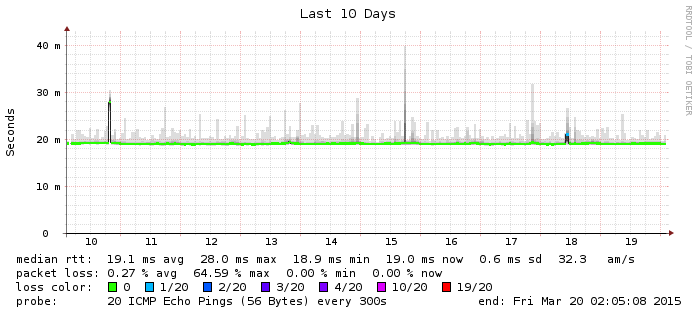 Last 10 Days
RRDTOOL / TOBI OETIKER
Seconds
40 m
30 m
20 m
10 m
0
10 11 12 13 14 15 16 17 18 19
median rtt: 19.1 ms avg 28.0 ms max 18.9 ms min 19.0 ms now 0.6 ms sd 32.3 am/s
packet loss: 0.27 % avg 64.59 % max 0.00 % min 0.00 % now
loss color: 0 1/20 2/20 3/20 4/20 10/20 19/20
probe: 20 ICMP Echo Pings (56 Bytes) every 300s end: Fri Mar 20 02:05:08 2015